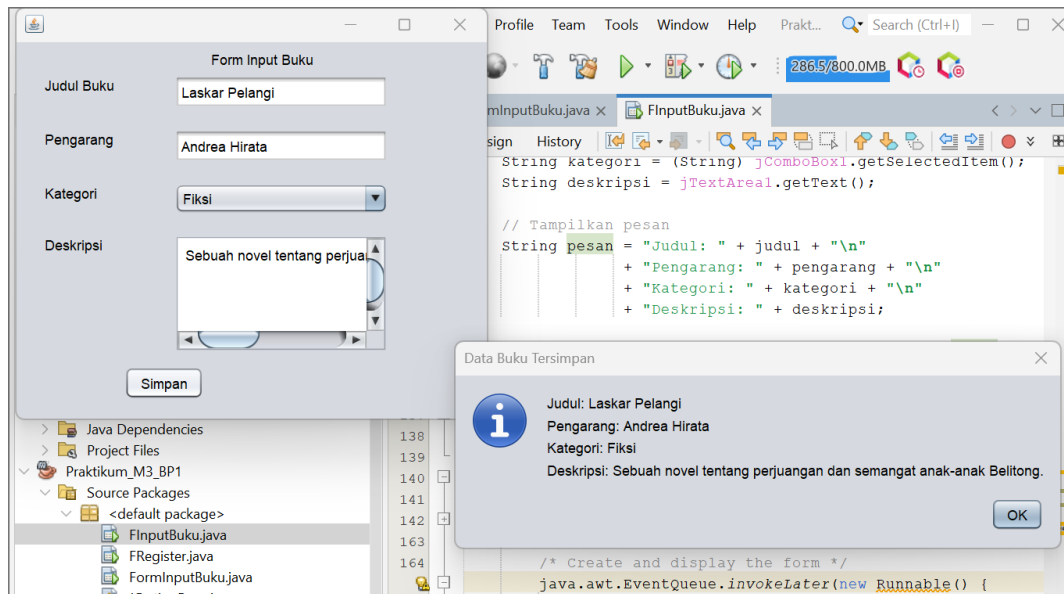 Form Input Buku
Judul Buku
Laskar Pelangi
Pengarang
Andrea Hirata
Kategori
Fiksi
Deskripsi
Sebuah novel tentang perjua
Simpan
Profile Team Tools Window Help Prakt... Search (Ctrl+I)
286.5/800.0MB
mInputBuku.java FInputBuku.java
sign History
String kategori = (String) jComboBox1.getSelectedItem();
String deskripsi = jTextArea1.getText();
// Tampilkan pesan
String pesan = "Judul: " + judul + "\n"
+ "Pengarang: " + pengarang + "\n"
+ "Kategori: " + kategori + "\n"
+ "Deskripsi: " + deskripsi;
Data Buku Tersimpan
Judul: Laskar Pelangi
Pengarang: Andrea Hirata
Kategori: Fiksi
Deskripsi: Sebuah novel tentang perjuangan dan semangat anak-anak Belitong.
OK
Java Dependencies
Project Files
Praktikum_M3_BP1
Source Packages
<default package>
FInputBuku.java
FRegister.java
FormInputBuku.java
138
139
140
141
142
163
164 /* Create and display the form */
java.awt.EventQueue.invokeLater(new Runnable() {